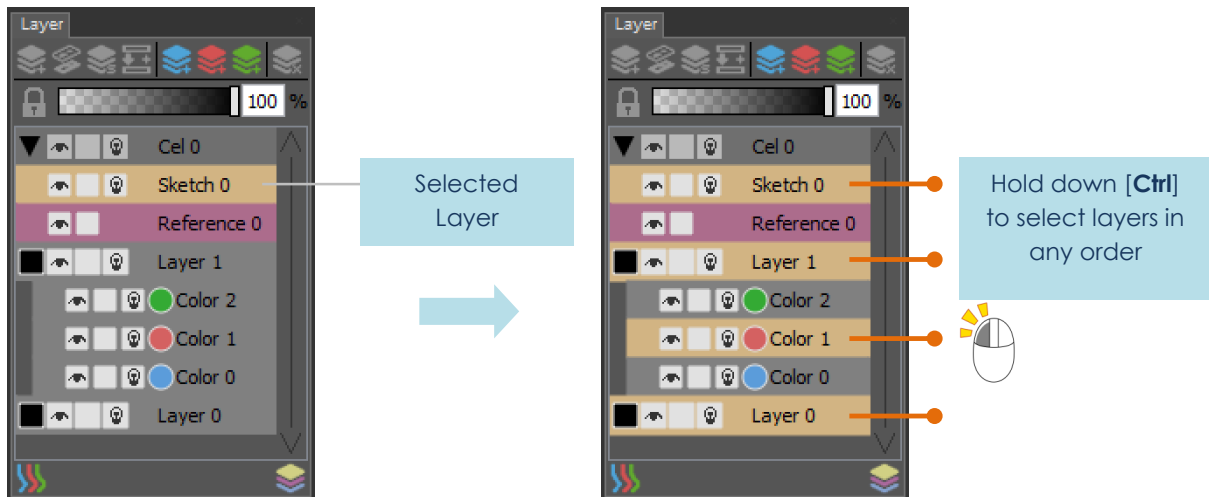 Layer
100 %
Cel 0
Sketch 0
Reference 0
Layer 1
Color 2
Color 1
Color 0
Layer 0
Selected
Layer
Layer
100 %
Cel 0
Sketch 0
Reference 0
Layer 1
Color 2
Color 1
Color 0
Layer 0
Hold down [Ctrl]
to select layers in
any order